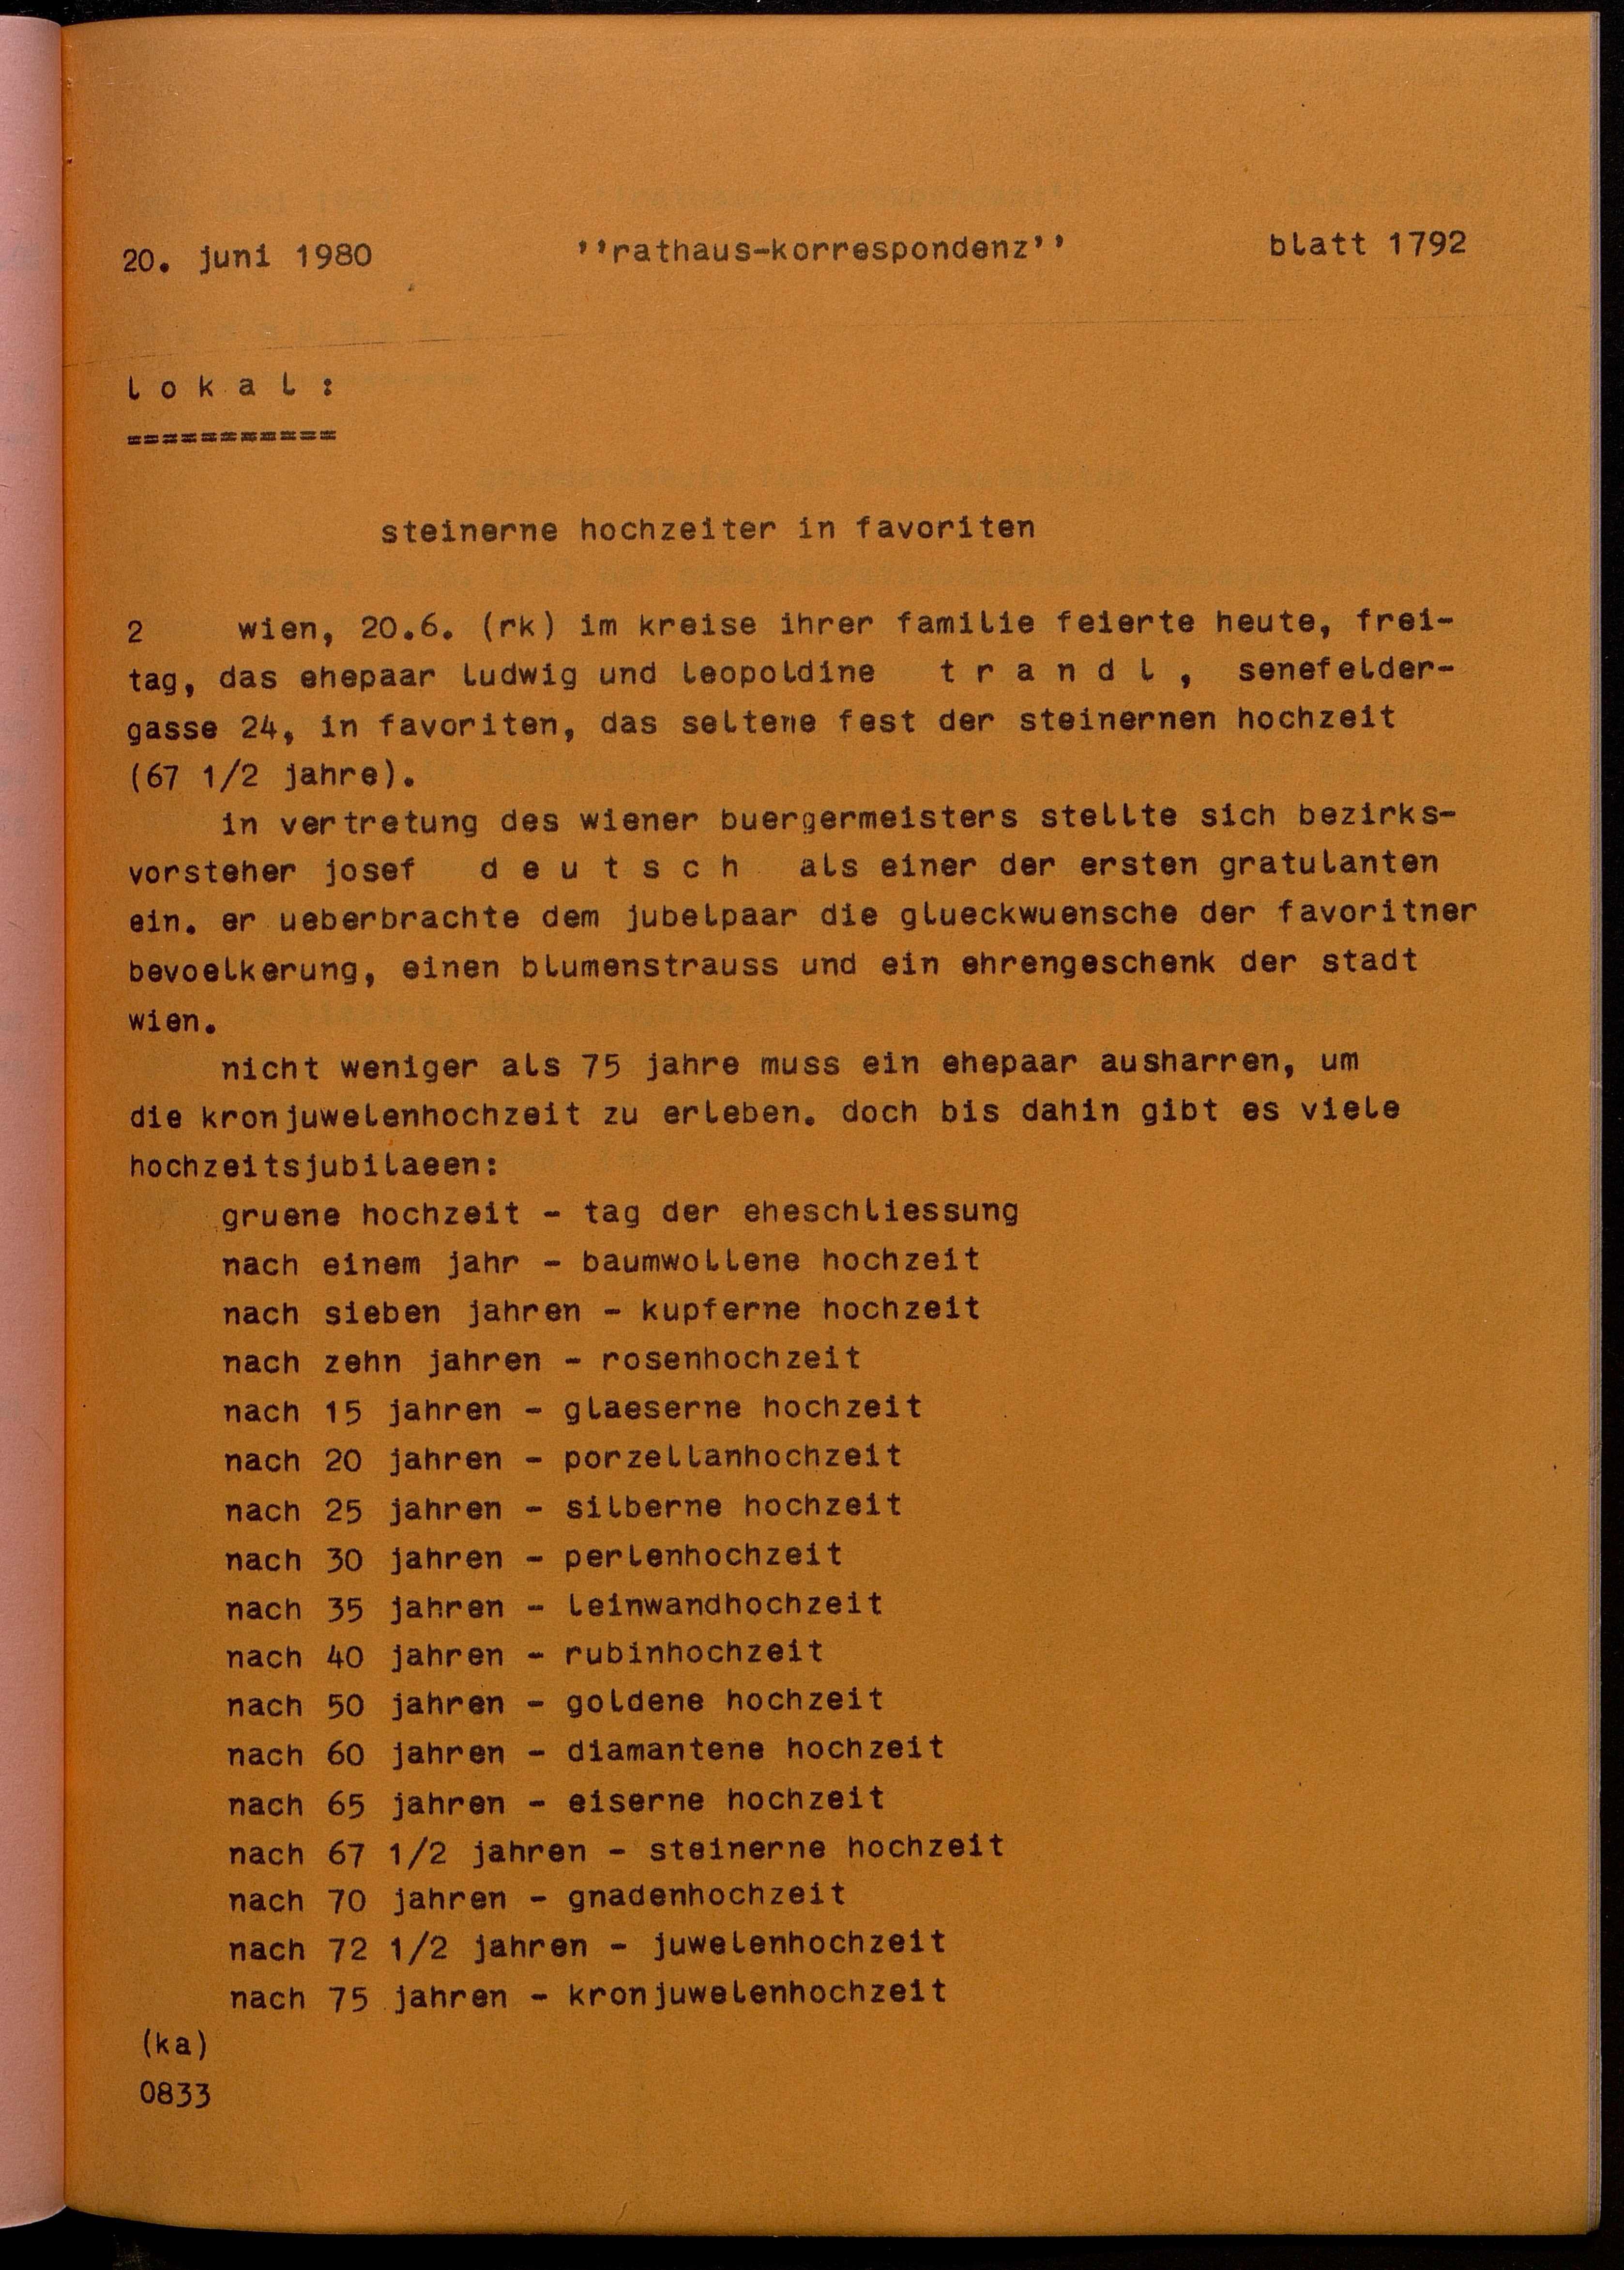 20. juni 1980 ''rathaus-korrespondenz'' blatt 1792
l o k a l :
===========
steinerne hochzeiter in favoriten
2 wien, 20.6. (rk) im kreise ihrer familie feierte heute, frei-
tag, das ehepaar ludwig und leopoldine t r a n d l , senefelder-
gasse 24, in favoriten, das seltene fest der steinernen hochzeit
(67 1/2 jahre).
in vertretung des wiener buergermeisters stellte sich bezirks-
vorsteher josef d e u t s c h als einer der ersten gratulanten
ein. er ueberbrachte dem jubelpaar die glueckwuensche der favoritner
bevoelkerung, einen blumenstrauss und ein ehrengeschenk der stadt
wien.
nicht weniger als 75 jahre muss ein ehepaar ausharren, um
die kronjuwelenhochzeit zu erleben. doch bis dahin gibt es viele
hochzeitsjubilaeen:
gruene hochzeit - tag der eheschliessung
nach einem jahr - baumwollene hochzeit
nach sieben jahren - kupferne hochzeit
nach zehn jahren - rosenhochzeit
nach 15 jahren - glaeserne hochzeit
nach 20 jahren - porzellanhochzeit
nach 25 jahren - silberne hochzeit
nach 30 jahren - perlenhochzeit
nach 35 jahren - leinwandhochzeit
nach 40 jahren - rubinhochzeit
nach 50 jahren - goldene hochzeit
nach 60 jahren - diamantene hochzeit
nach 65 jahren - eiserne hochzeit
nach 67 1/2 jahren - steinerne hochzeit
nach 70 jahren - gnadenhochzeit
nach 72 1/2 jahren - juwelenhochzeit
nach 75 jahren - kronjuwelenhochzeit
(ka)
0833